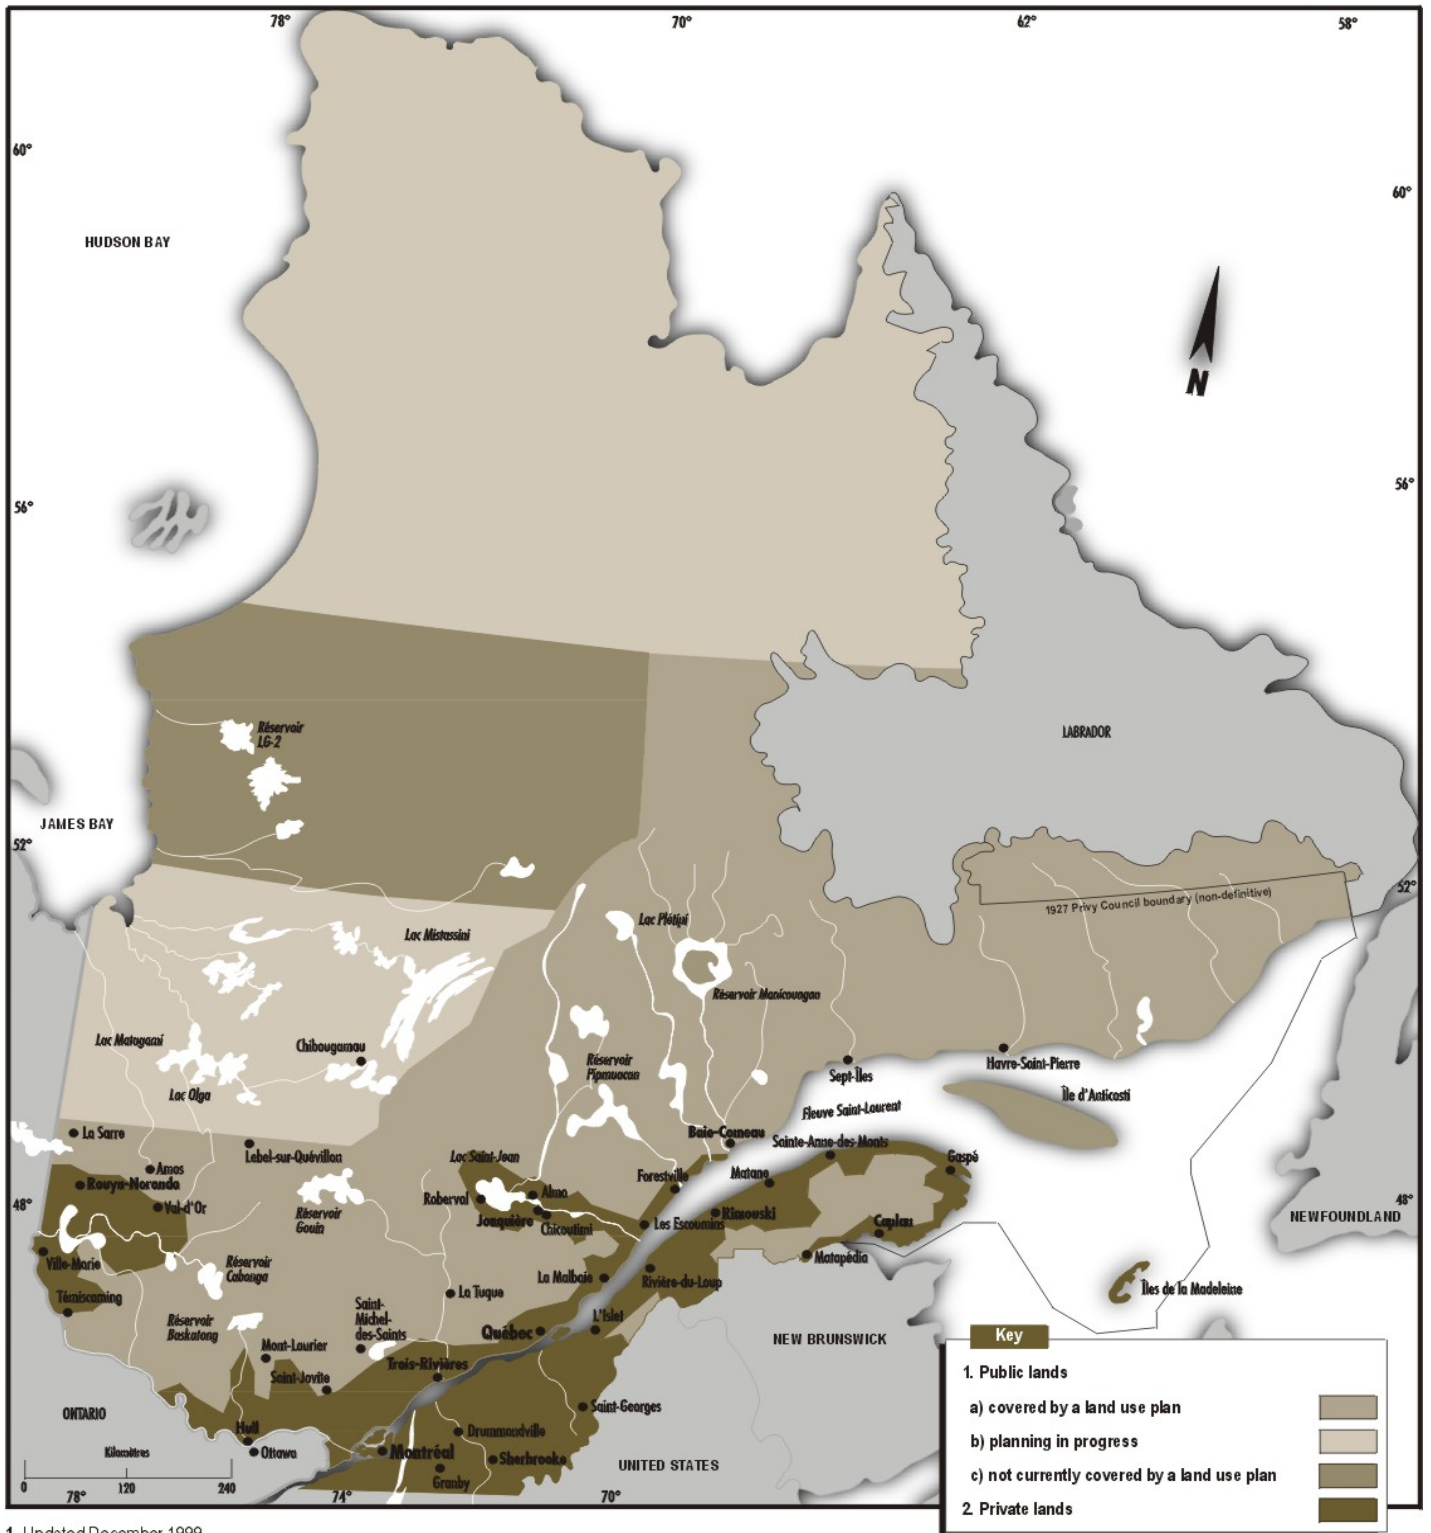 78°
70°
62°
58°
60°
60°
HUDSON BAY
N
56°
56°
LABRADOR
Réservoir
LG-2
JAMES BAY
52°
52°
1927 Privy Council boundary (non-definitive)
Lac Mistassini
Lac Plétipi
Réservoir Manicouagan
Lac Matagami
Chibougamau
Réservoir
Pipmuacan
Lac Olga
Sept-Îles
Havre-Saint-Pierre
Île d'Anticosti
Fleuve Saint-Laurent
La Sarre
Lebel-sur-Quévillon
Baie-Comeau
Sainte-Anne-des-Monts
Lac Saint-Jean
Gaspé
Amos
Rouyn-Noranda
Forestville
Matane
Roberval
Alma
48°
48°
Val-d'Or
Réservoir
Gouin
Jonquière
Chicoutimi
Les Escoumins
Rimouski
Caplan
NEWFOUNDLAND
Ville-Marie
Réservoir
Cabonga
La Malbaie
Rivière-du-Loup
Matapédia
Témiscaming
La Tuque
Îles de la Madeleine
Réservoir
Baskatong
Saint-
Michel-
des-Saints
Québec
L'Islet
NEW BRUNSWICK
Mont-Laurier
Saint-Jovite
Trois-Rivières
ONTARIO
Saint-Georges
Hull
Ottawa
Drummondville
Montréal
Sherbrooke
Granby
UNITED STATES
Kilomètres
0
120
240
78°
74°
70°
Key
1. Public lands
a) covered by a land use plan
b) planning in progress
c) not currently covered by a land use plan
2. Private lands
1. Updated December 1999